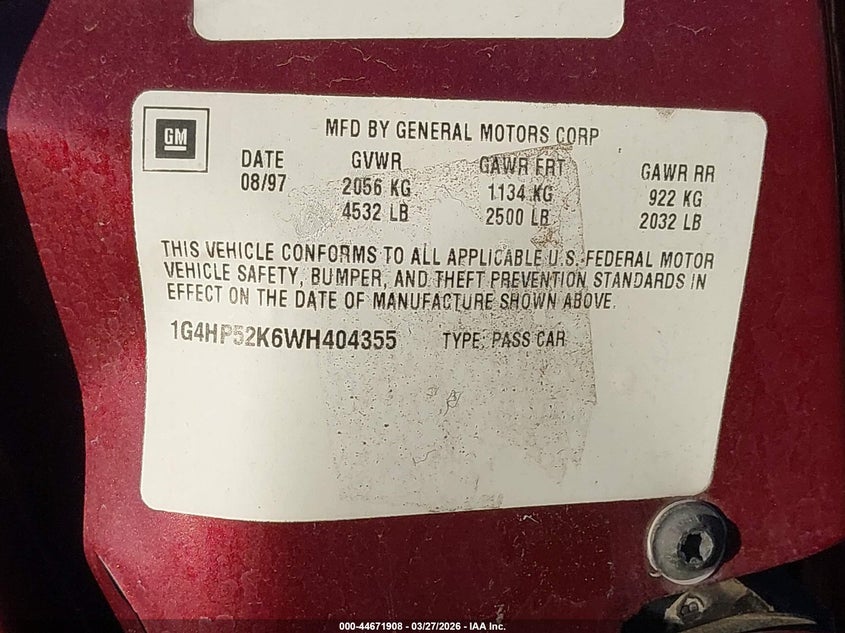 GM
MFD BY GENERAL MOTORS CORP
DATE GVWR GAWR FRT GAWR RR
08/97 2056 KG 1134 KG 922 KG
4532 LB 2500 LB 2032 LB
THIS VEHICLE CONFORMS TO ALL APPLICABLE U.S. FEDERAL MOTOR
VEHICLE SAFETY, BUMPER, AND THEFT PREVENTION STANDARDS IN
EFFECT ON THE DATE OF MANUFACTURE SHOWN ABOVE.
1G4HP52K6WH404355 TYPE: PASS CAR
000-44671908 - 03/27/2026 - IAA Inc.